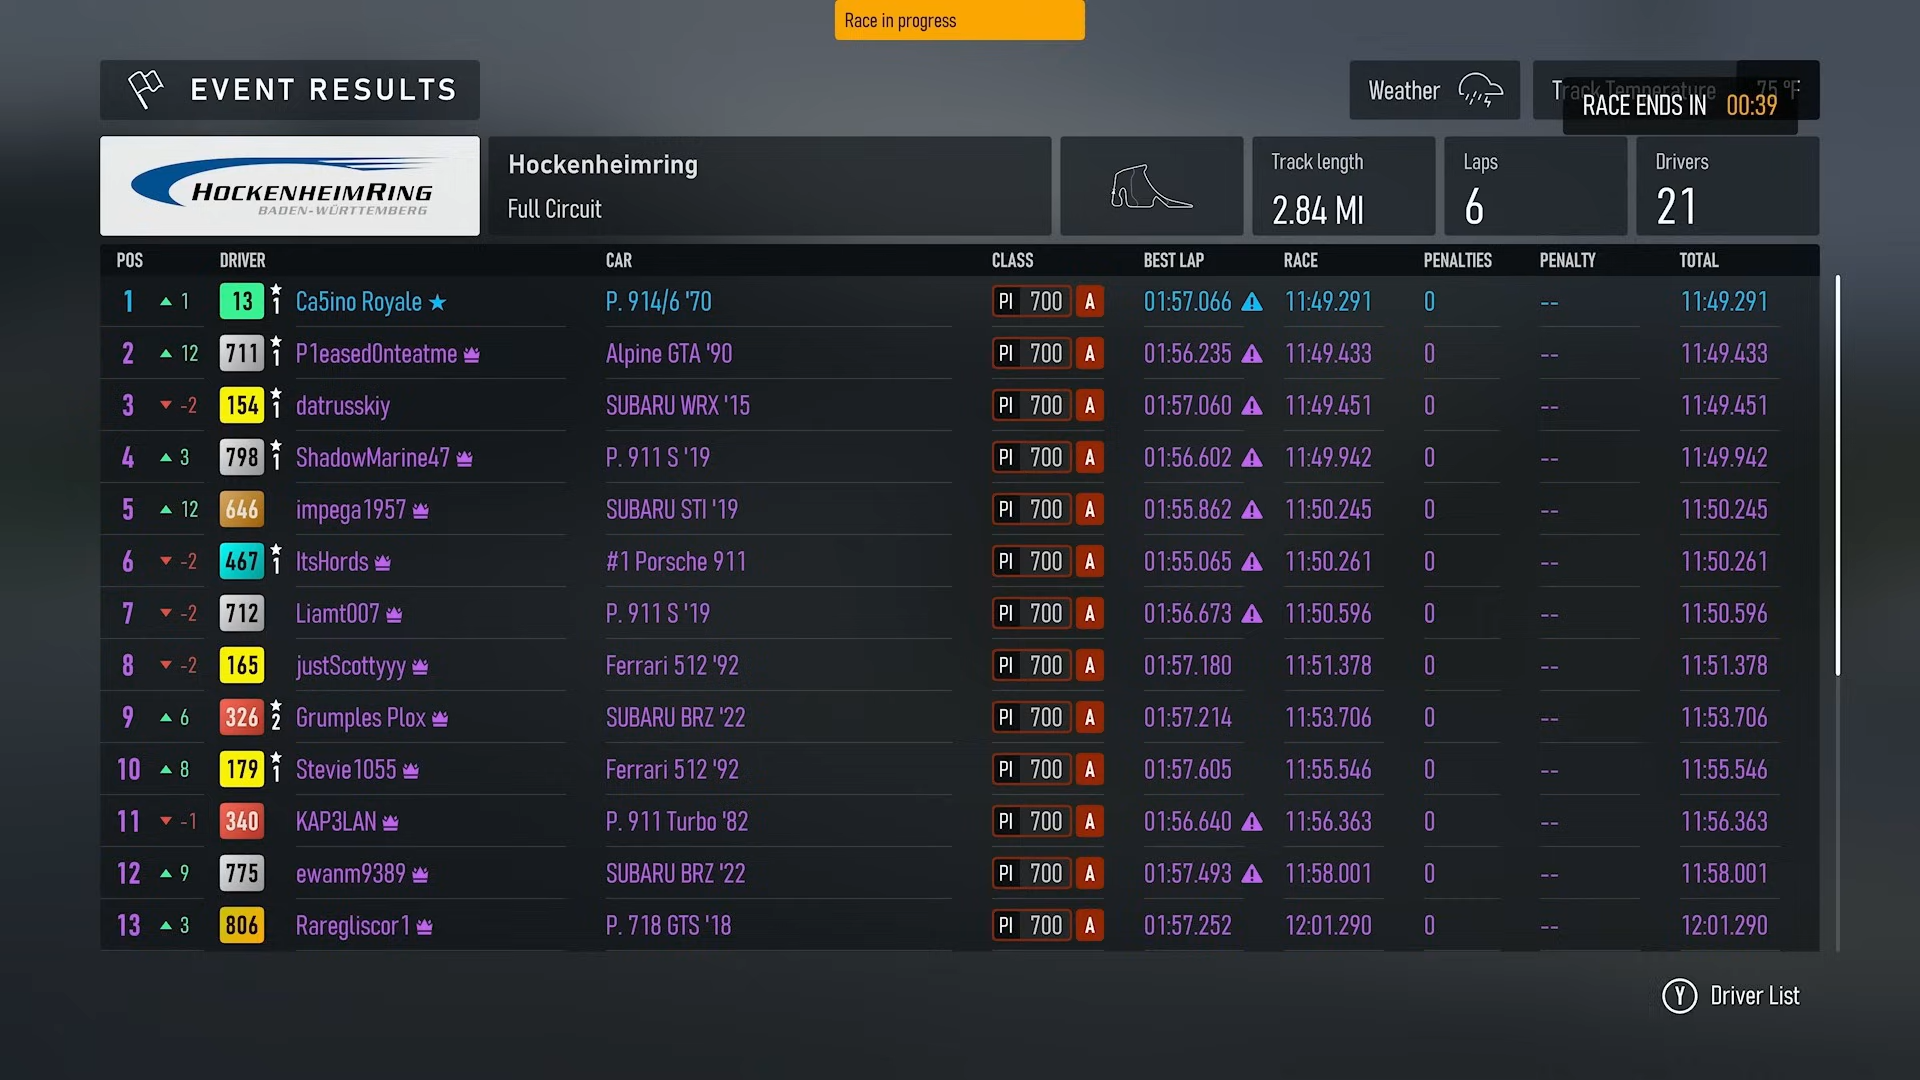 Race in progress
EVENT RESULTS
Weather
Track Temperature 75 °F
RACE ENDS IN 00:39
HOCKENHEIMRING
BADEN-WÜRTTEMBERG
Hockenheimring
Full Circuit
Track length
2.84 MI
Laps
6
Drivers
21
POS DRIVER CAR CLASS BEST LAP RACE PENALTIES PENALTY TOTAL
1 1 13 1 Ca5ino Royale P. 914/6 '70 PI 700 A 01:57.066 11:49.291 0 -- 11:49.291
2 12 711 1 P1eased0nteatme Alpine GTA '90 PI 700 A 01:56.235 11:49.433 0 -- 11:49.433
3 -2 154 1 datrusskiy SUBARU WRX '15 PI 700 A 01:57.060 11:49.451 0 -- 11:49.451
4 3 798 1 ShadowMarine47 P. 911 S '19 PI 700 A 01:56.602 11:49.942 0 -- 11:49.942
5 12 646 impega1957 SUBARU STI '19 PI 700 A 01:55.862 11:50.245 0 -- 11:50.245
6 -2 467 1 ItsHords #1 Porsche 911 PI 700 A 01:55.065 11:50.261 0 -- 11:50.261
7 -2 712 Liamt007 P. 911 S '19 PI 700 A 01:56.673 11:50.596 0 -- 11:50.596
8 -2 165 justScottyyy Ferrari 512 '92 PI 700 A 01:57.180 11:51.378 0 -- 11:51.378
9 6 326 2 Grumples Plox SUBARU BRZ '22 PI 700 A 01:57.214 11:53.706 0 -- 11:53.706
10 8 179 1 Stevie1055 Ferrari 512 '92 PI 700 A 01:57.605 11:55.546 0 -- 11:55.546
11 -1 340 KAP3LAN P. 911 Turbo '82 PI 700 A 01:56.640 11:56.363 0 -- 11:56.363
12 9 775 ewanm9389 SUBARU BRZ '22 PI 700 A 01:57.493 11:58.001 0 -- 11:58.001
13 3 806 Raregliscor1 P. 718 GTS '18 PI 700 A 01:57.252 12:01.290 0 -- 12:01.290
Y Driver List